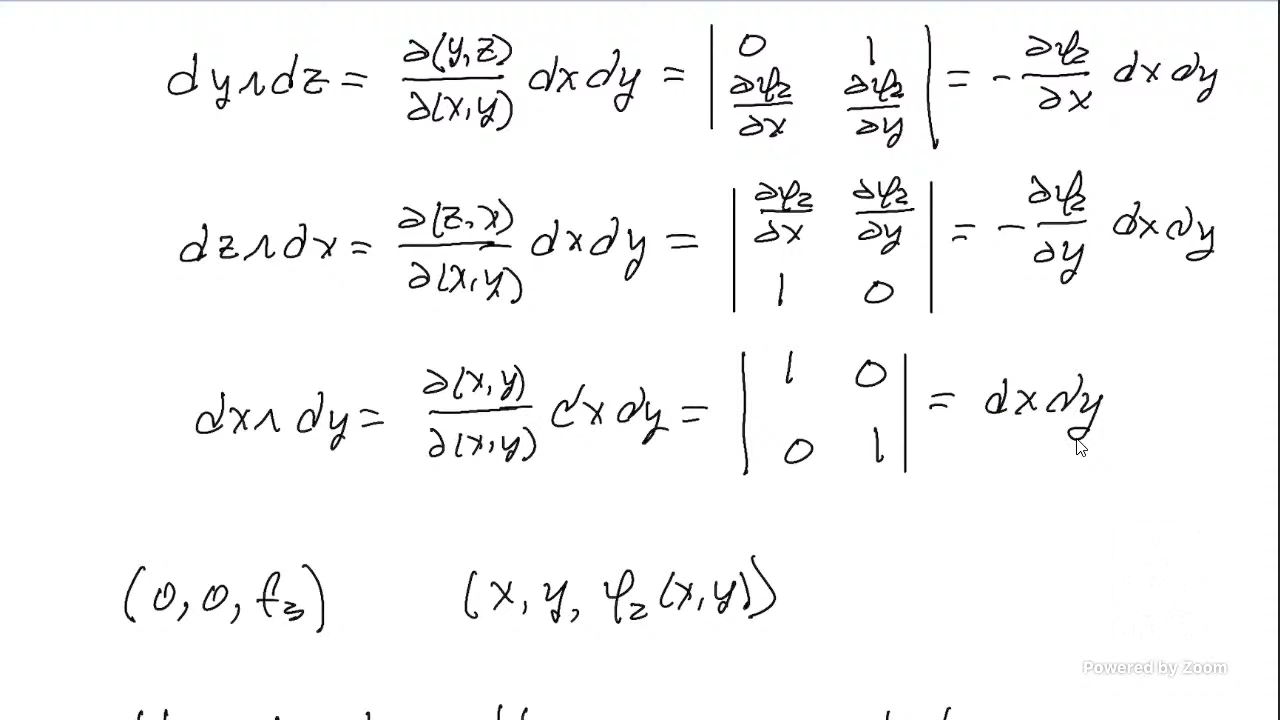 dy∧dz = ∂(y,z)/∂(x,y) dx dy = | 0 1 ; ∂φ₂/∂x ∂φ₂/∂y | = - ∂φ₂/∂x dx dy
dz∧dx = ∂(z,x)/∂(x,y) dx dy = | ∂φ₂/∂x ∂φ₂/∂y ; 1 0 | = - ∂φ₂/∂y dx dy
dx∧dy = ∂(x,y)/∂(x,y) dx dy = | 1 0 ; 0 1 | = dx dy
(0, 0, f₃) (x, y, φ₂(x,y))
Powered by Zoom